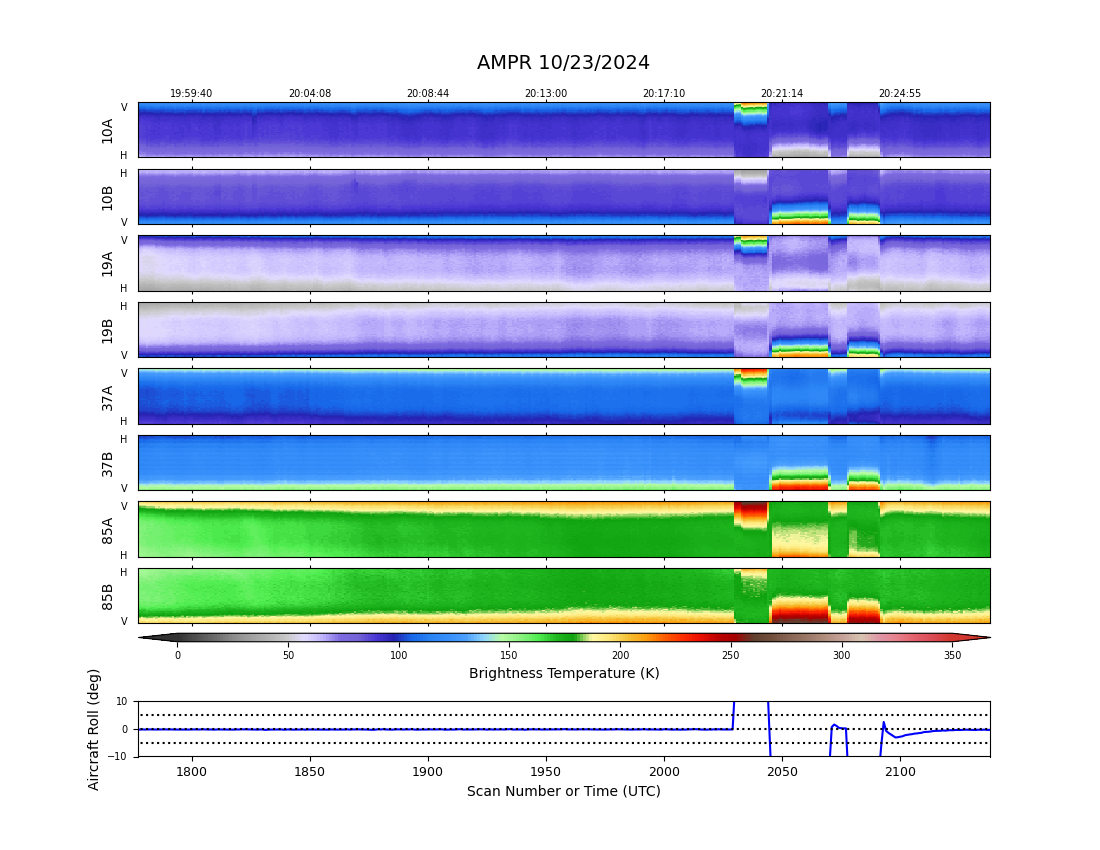 AMPR 10/23/2024
19:59:40 20:04:08 20:08:44 20:13:00 20:17:10 20:21:14 20:24:55
V
10A
H
H
10B
V
V
19A
H
H
19B
V
V
37A
H
H
37B
V
V
85A
H
H
85B
V
0 50 100 150 200 250 300 350
Brightness Temperature (K)
Aircraft Roll (deg)
10
0
−10
1800 1850 1900 1950 2000 2050 2100
Scan Number or Time (UTC)